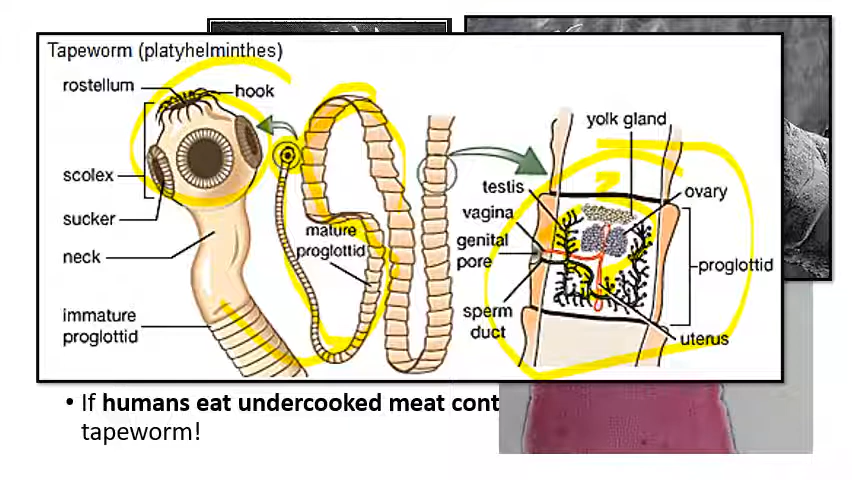 Tapeworm (platyhelminthes)
rostellum
hook
scolex
sucker
neck
immature
proglottid
mature
proglottid
yolk gland
testis
ovary
vagina
genital
pore
proglottid
sperm
duct
uterus
• If humans eat undercooked meat cont
tapeworm!